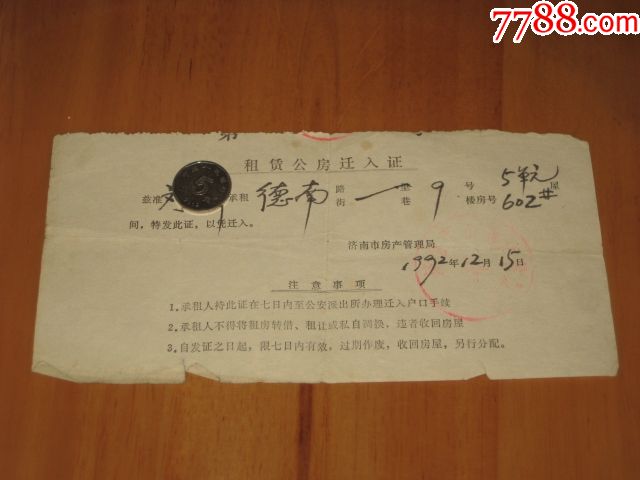 7788.com
租赁公房迁入证
兹准 承租 德南 路街 一 里巷 9 号楼 5单元 房号 602# 屋
间，特发此证，以凭迁入。
济南市房产管理局
1992年12月15日
注意事项
1.承租人持此证在七日内至公安派出所办理迁入户口手续
2.承租人不得将租房转借、租让或私自调换，违者收回房屋
3.自发证之日起，限七日内有效，过期作废，收回房屋，另行分配。